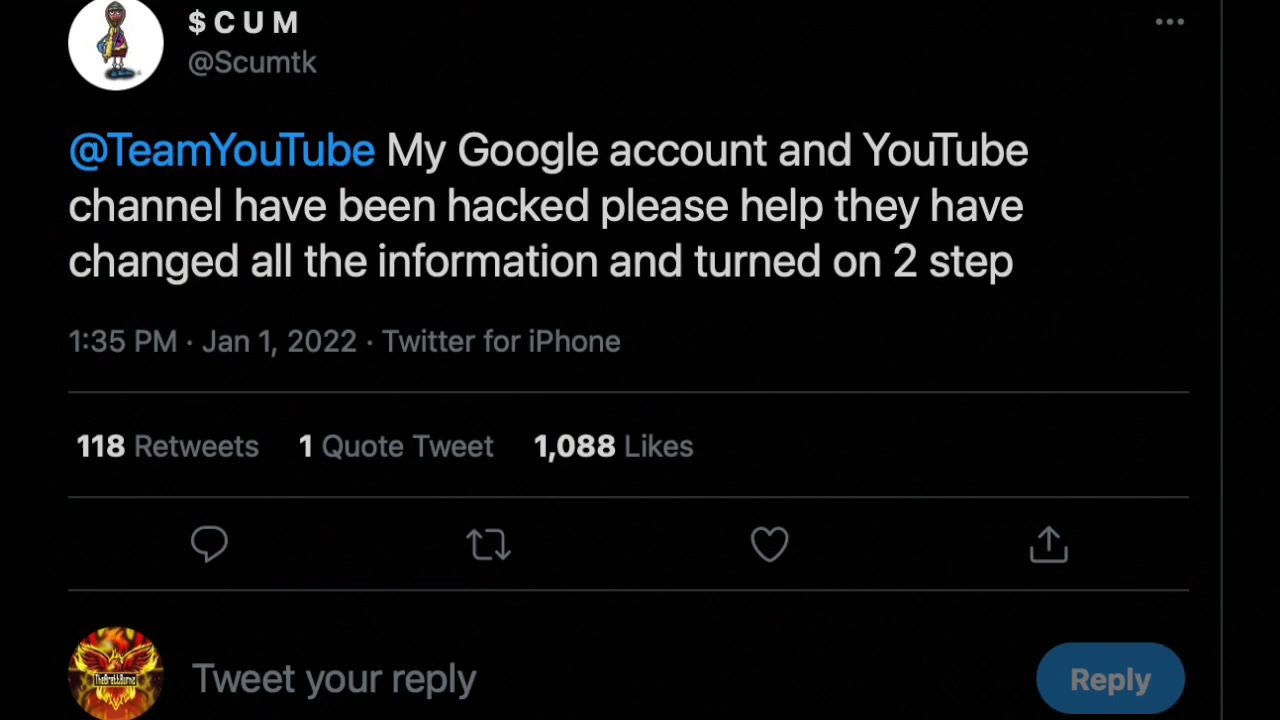 $ C U M
@Scumtk
@TeamYouTube My Google account and YouTube
channel have been hacked please help they have
changed all the information and turned on 2 step
1:35 PM · Jan 1, 2022 · Twitter for iPhone
118 Retweets 1 Quote Tweet 1,088 Likes
TheBrettBurns
Tweet your reply
Reply